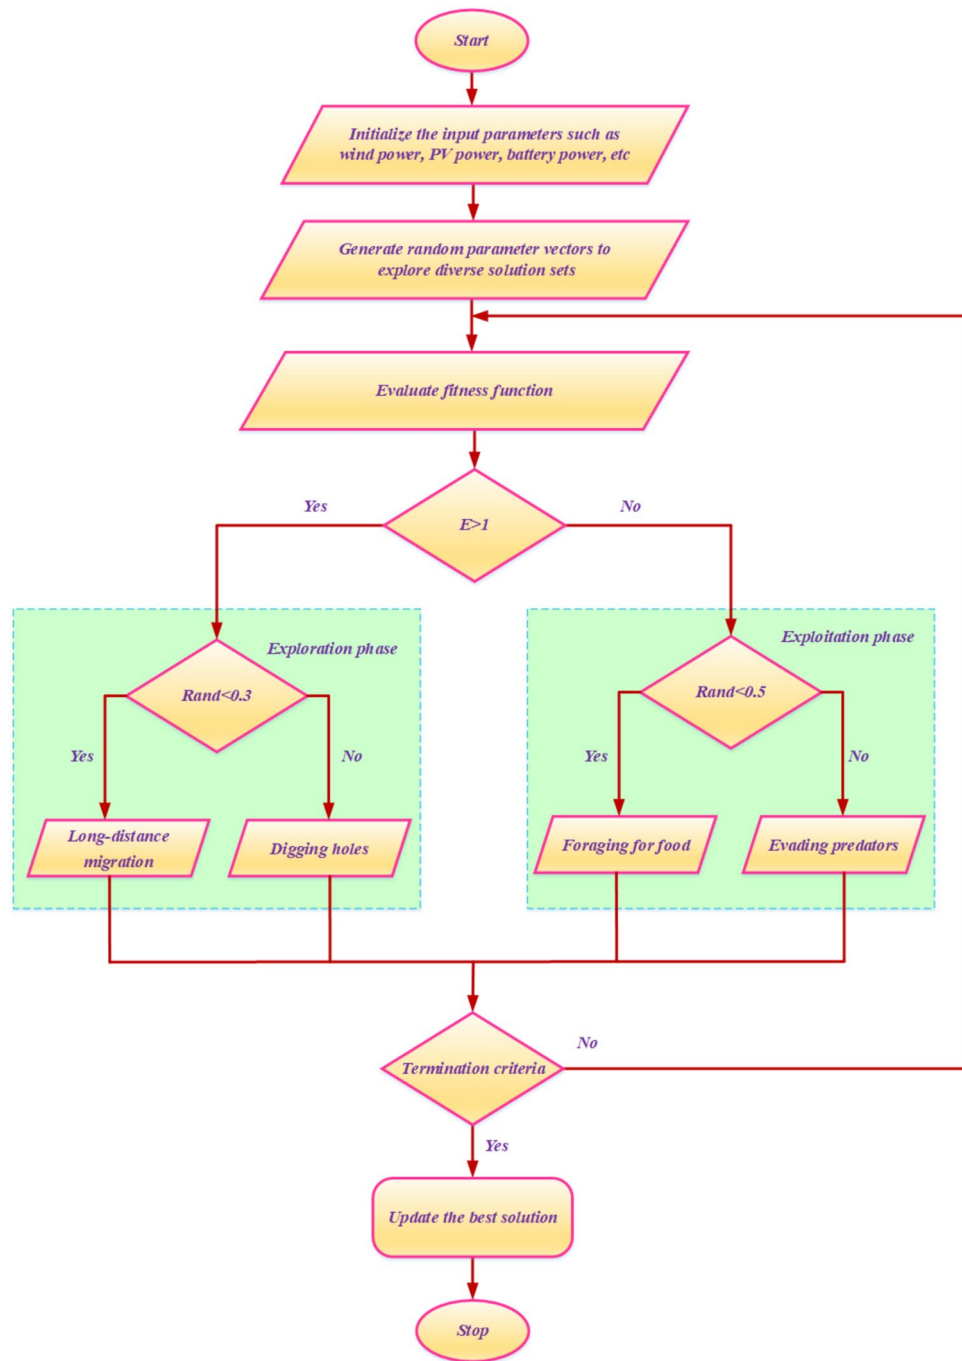 Start
Initialize the input parameters such as
wind power, PV power, battery power, etc
Generate random parameter vectors to
explore diverse solution sets
Evaluate fitness function
Yes
No
E>1
Exploration phase
Rand<0.3
Yes
No
Long-distance
migration
Digging holes
Exploitation phase
Rand<0.5
Yes
No
Foraging for food
Evading predators
No
Termination criteria
Yes
Update the best solution
Stop